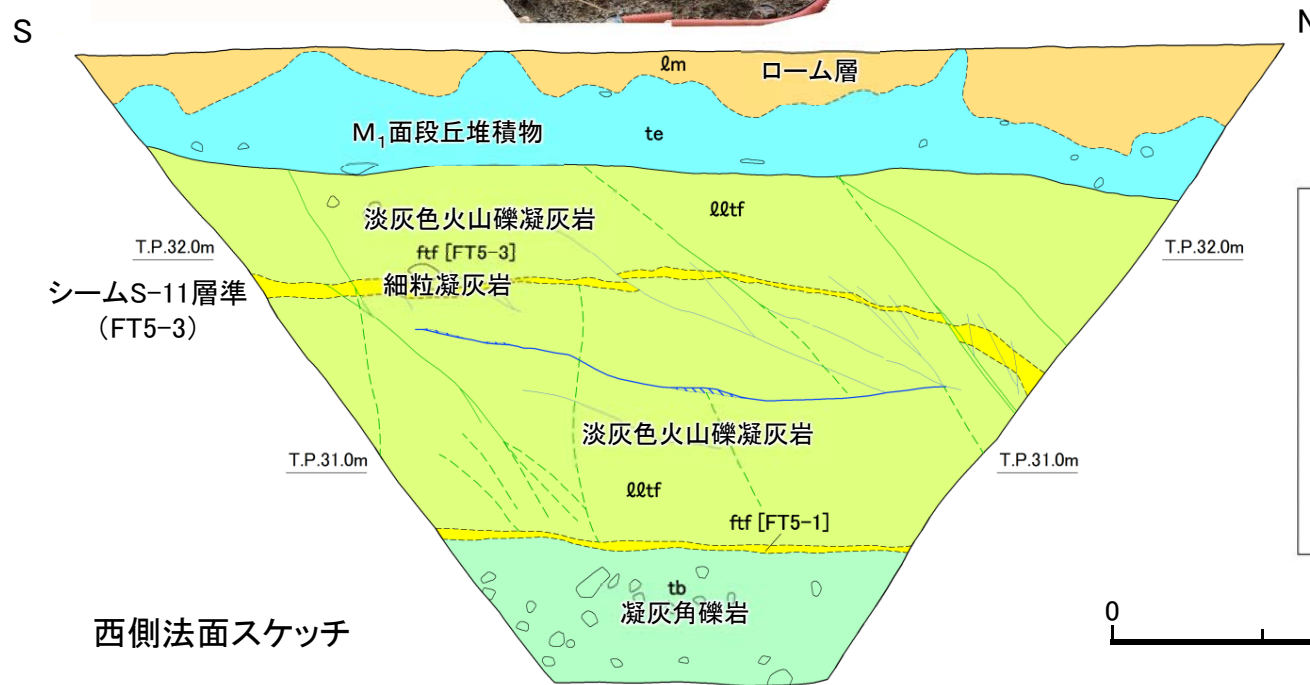 S
N
ℓm
ローム層
M₁面段丘堆積物
te
ℓℓtf
淡灰色火山礫凝灰岩
T.P.32.0m
T.P.32.0m
ftf [FT5-3]
細粒凝灰岩
シームS-11層準
（FT5-3）
淡灰色火山礫凝灰岩
T.P.31.0m
T.P.31.0m
ℓℓtf
ftf [FT5-1]
tb
凝灰角礫岩
西側法面スケッチ
0